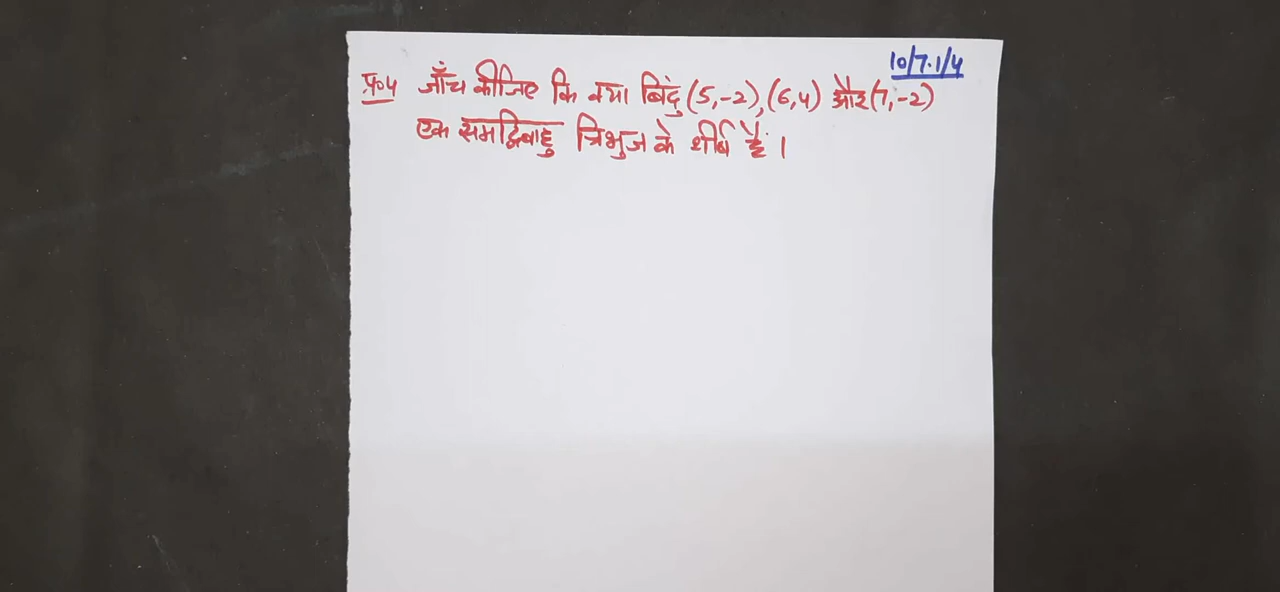 10/7.1/4
प्र०4 जाँच कीजिए कि क्या बिंदु (5,-2), (6,4) और (7,-2)
एक समद्विबाहु त्रिभुज के शीर्ष हैं ।